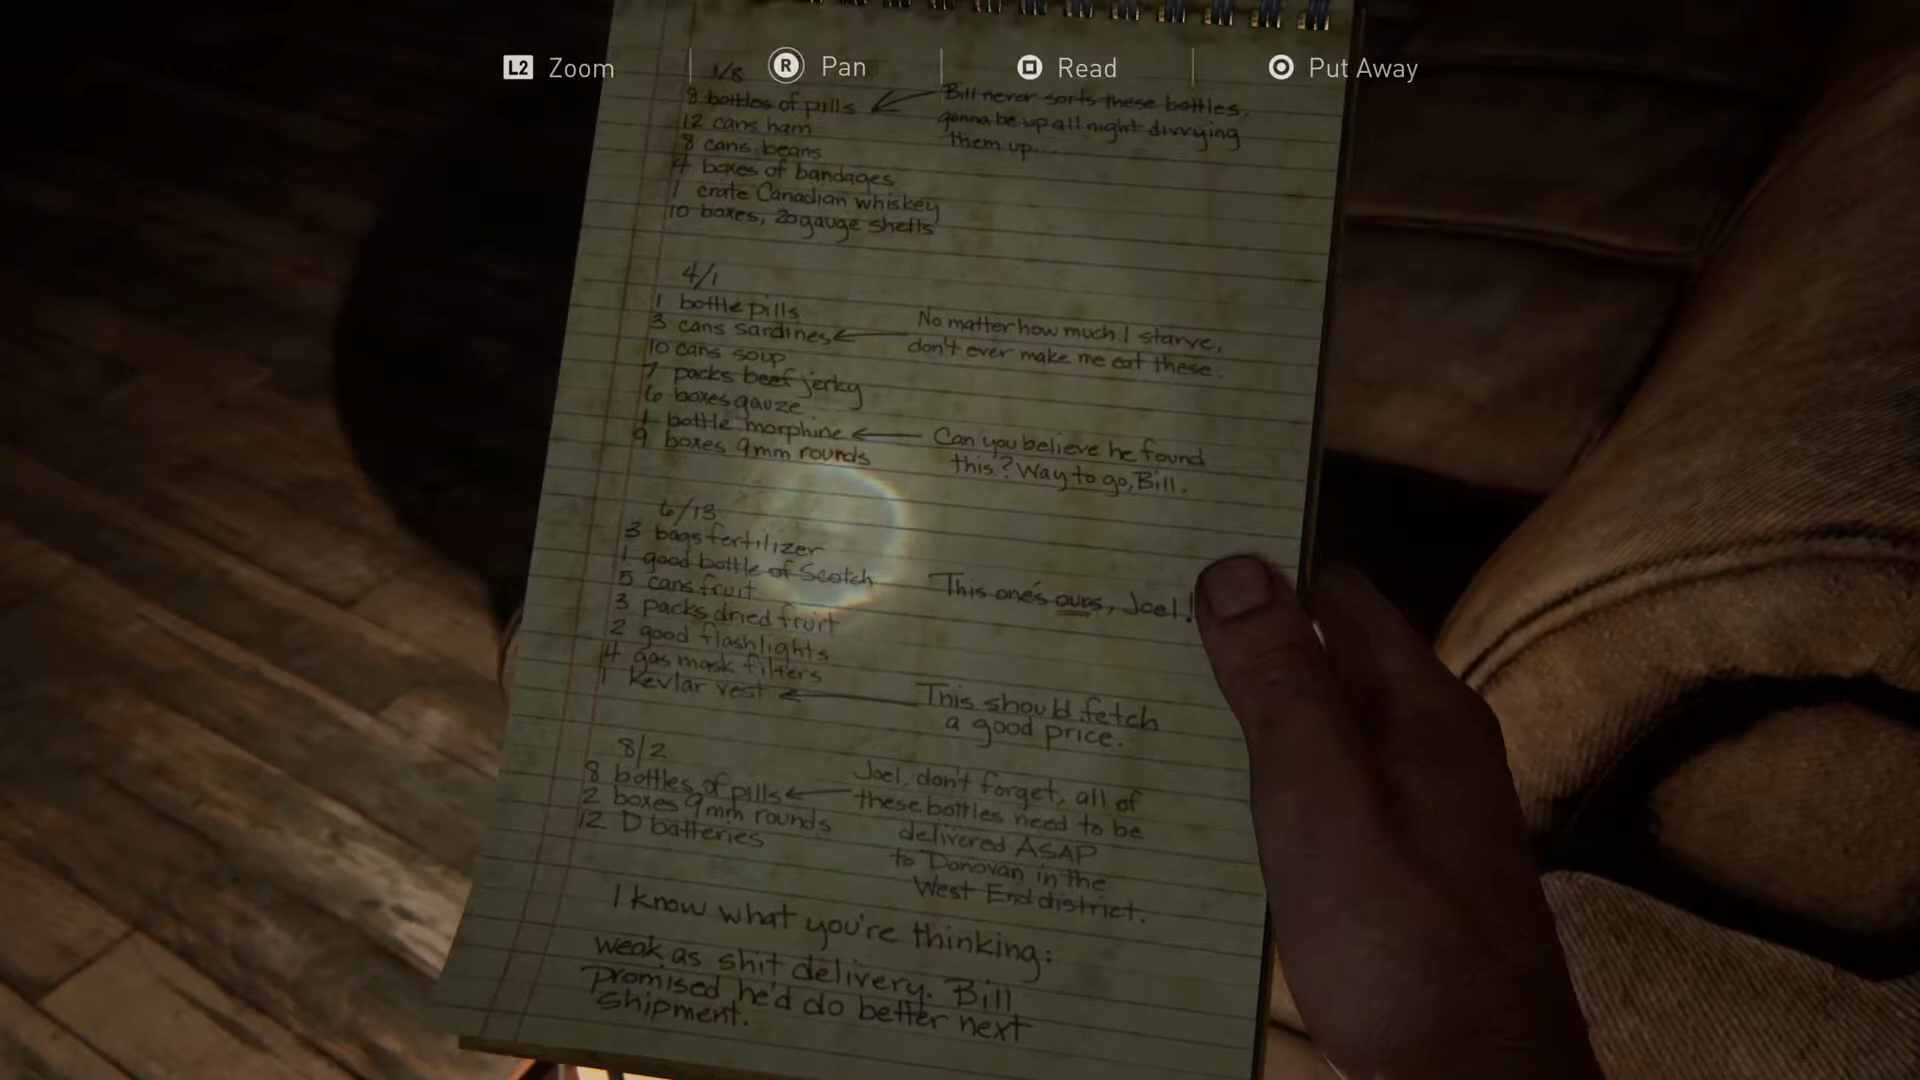 L2 Zoom
R Pan
Read
Put Away
1/8
8 bottles of pills
12 cans ham
8 cans beans
4 boxes of bandages
1 crate Canadian whiskey
10 boxes, 20 gauge shells
Bill never sorts these bottles,
gonna be up all night divvying
them up...
4/1
1 bottle pills
3 cans sardines
10 cans soup
7 packs beef jerky
6 boxes gauze
1 bottle morphine
9 boxes 9mm rounds
No matter how much I starve,
don't ever make me eat these.
Can you believe he found
this? Way to go, Bill.
6/13
3 bags fertilizer
1 good bottle of Scotch
5 cans fruit
3 packs dried fruit
2 good flashlights
4 gas mask filters
1 Kevlar vest
This one's ours, Joel!
This should fetch
a good price.
8/2
8 bottles of pills
2 boxes 9mm rounds
12 D batteries
Joel, don't forget, all of
these bottles need to be
delivered ASAP
to Donovan in the
West End district.
I know what you're thinking:
weak as shit delivery. Bill
promised he'd do better next
shipment.